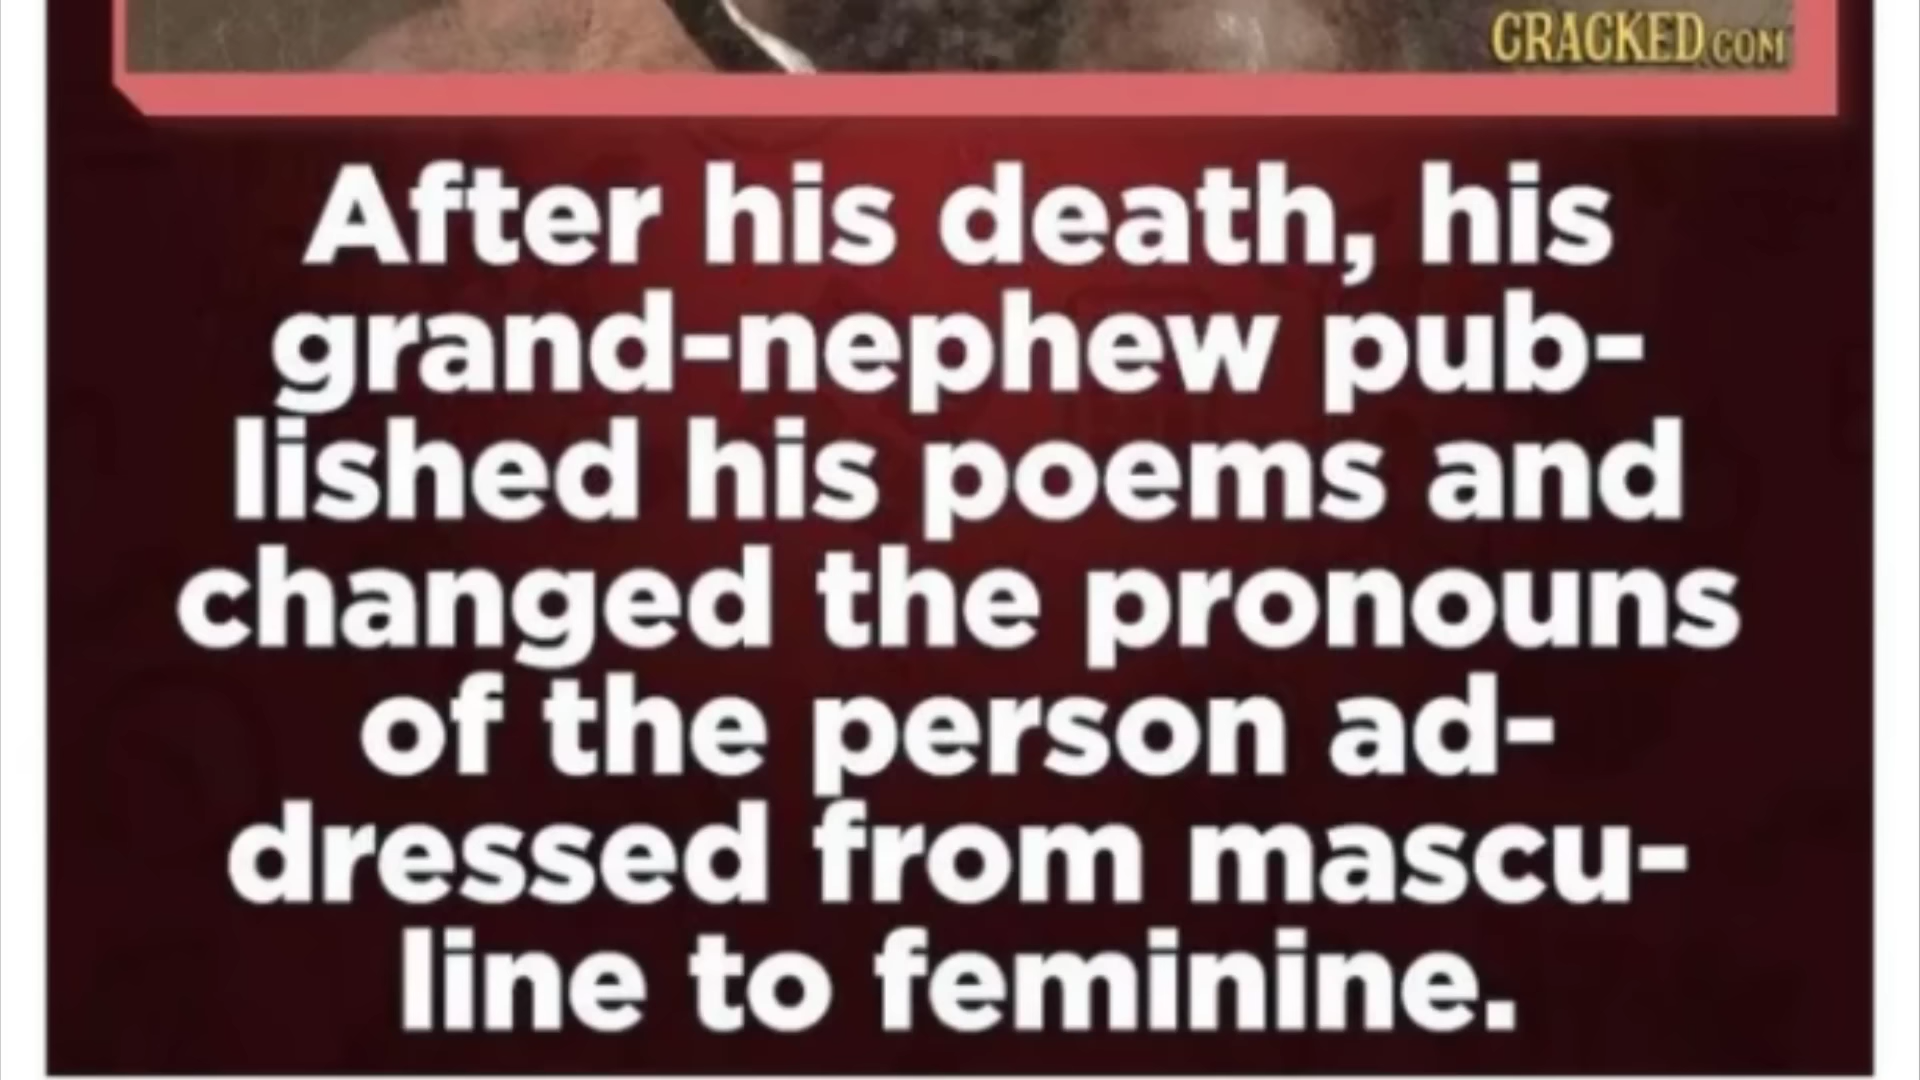 CRACKED.COM
After his death, his
grand-nephew pub-
lished his poems and
changed the pronouns
of the person ad-
dressed from mascu-
line to feminine.